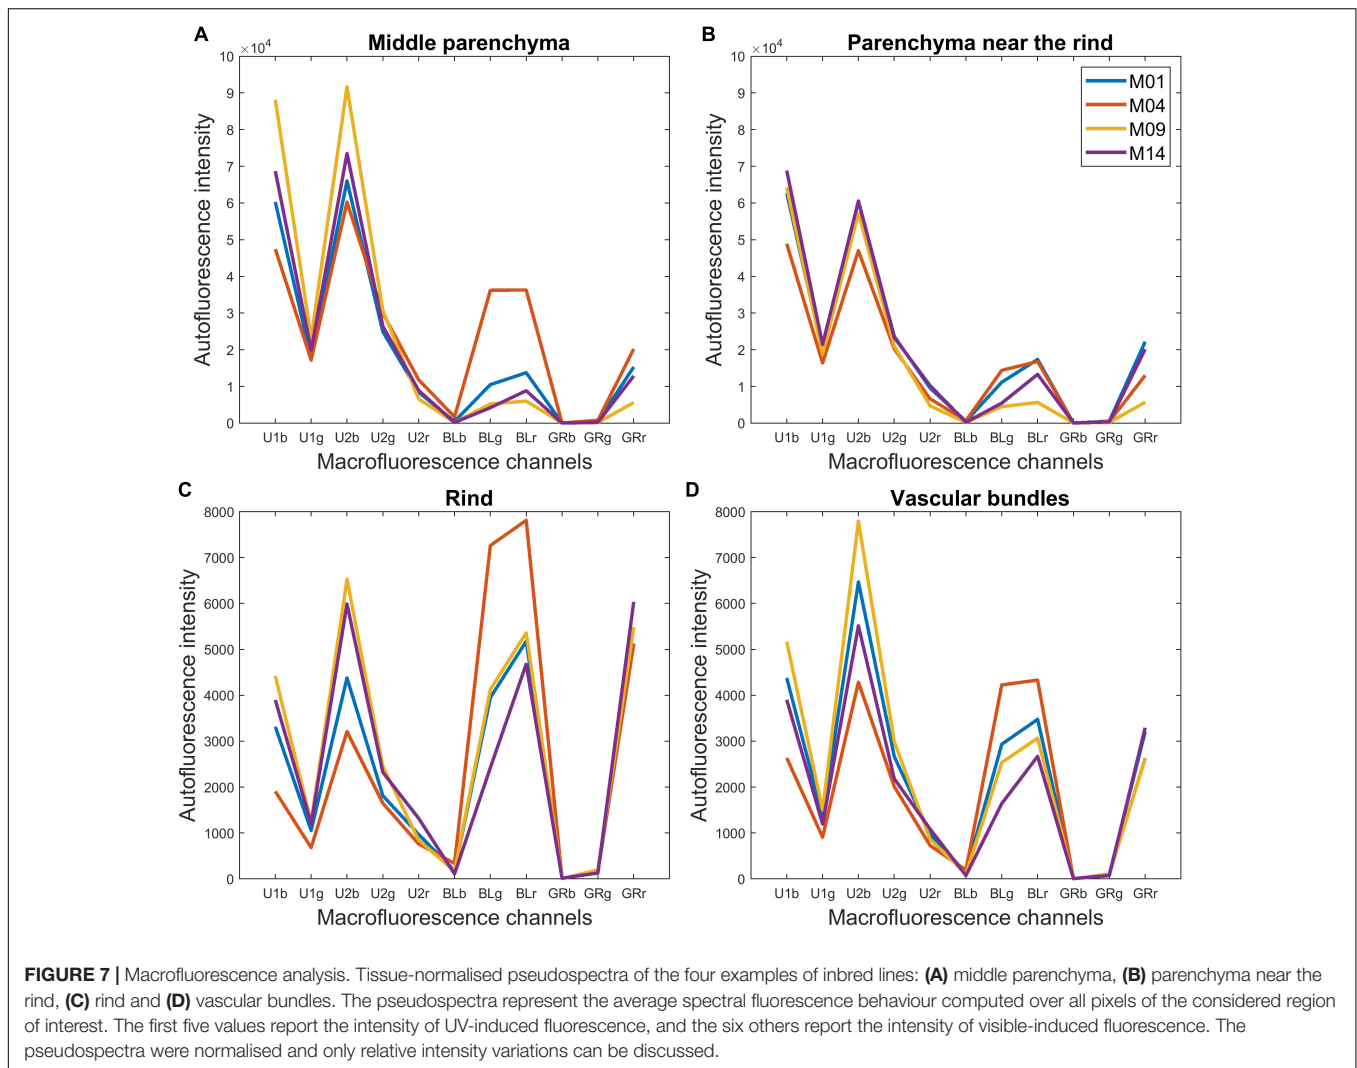 A
Middle parenchyma
×10⁴
10
9
8
7
6
5
4
3
2
1
0
Autofluorescence intensity
U1b U1g U2b U2g U2r BLb BLg BLr GRb GRg GRr
Macrofluorescence channels
B
Parenchyma near the rind
×10⁴
10
9
8
7
6
5
4
3
2
1
0
Autofluorescence intensity
M01
M04
M09
M14
U1b U1g U2b U2g U2r BLb BLg BLr GRb GRg GRr
Macrofluorescence channels
C
Rind
8000
7000
6000
5000
4000
3000
2000
1000
0
Autofluorescence intensity
U1b U1g U2b U2g U2r BLb BLg BLr GRb GRg GRr
Macrofluorescence channels
D
Vascular bundles
8000
7000
6000
5000
4000
3000
2000
1000
0
Autofluorescence intensity
U1b U1g U2b U2g U2r BLb BLg BLr GRb GRg GRr
Macrofluorescence channels
FIGURE 7 | Macrofluorescence analysis. Tissue-normalised pseudospectra of the four examples of inbred lines: (A) middle parenchyma, (B) parenchyma near the
rind, (C) rind and (D) vascular bundles. The pseudospectra represent the average spectral fluorescence behaviour computed over all pixels of the considered region
of interest. The first five values report the intensity of UV-induced fluorescence, and the six others report the intensity of visible-induced fluorescence. The
pseudospectra were normalised and only relative intensity variations can be discussed.